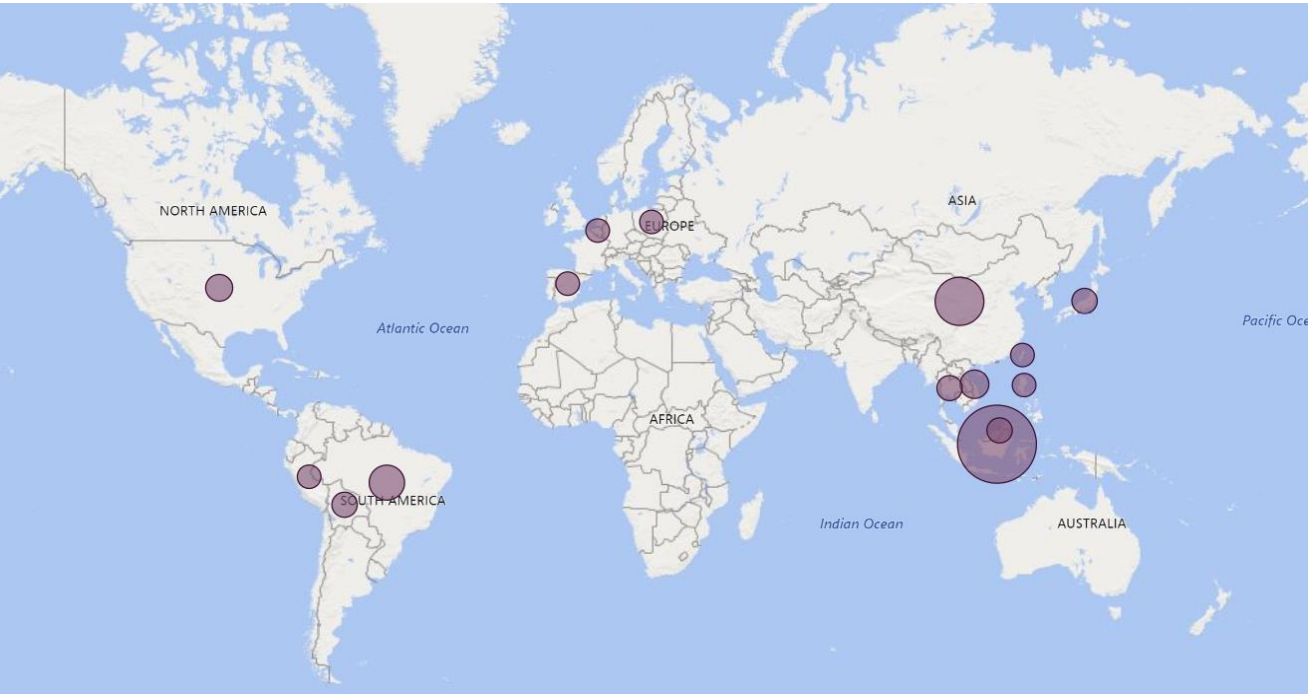 ASIA
NORTH AMERICA
EUROPE
Pacific Oce
Atlantic Ocean
AFRICA
SOUTH AMERICA
Indian Ocean
AUSTRALIA